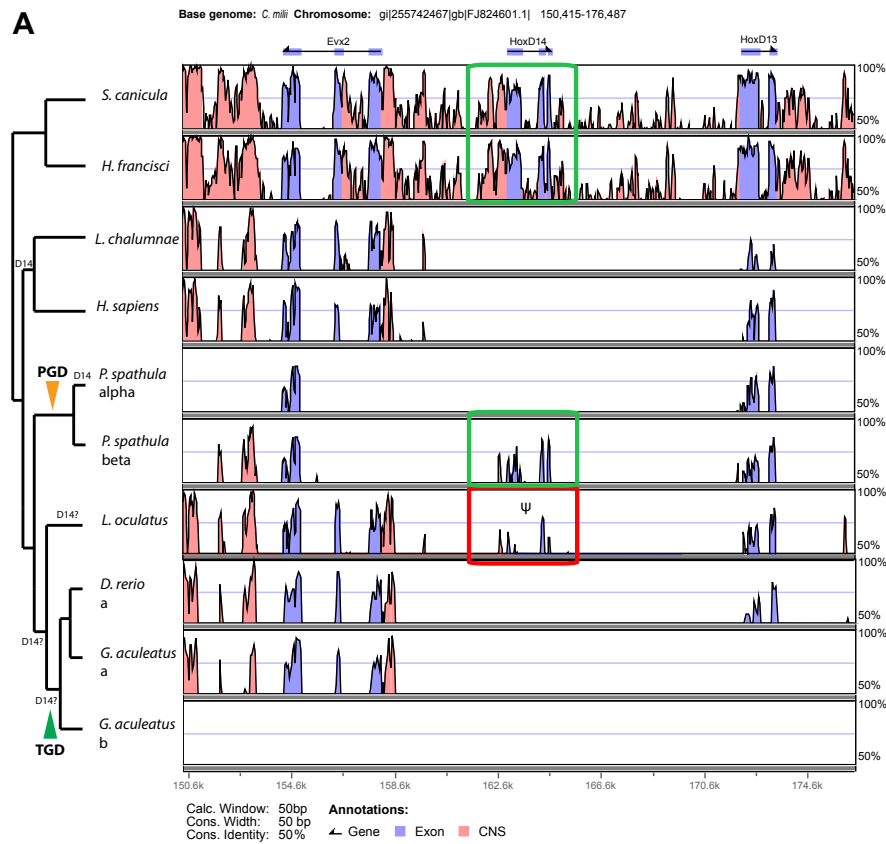 A
Base genome: C. milii Chromosome: gi|255742467|gb|FJ824601.1| 150,415-176,487
Evx2
HoxD14
HoxD13
S. canicula
100%
50%
H. francisci
100%
50%
L. chalumnae
100%
50%
D14
H. sapiens
100%
50%
PGD
D14
P. spathula
alpha
100%
50%
P. spathula
beta
100%
50%
D14?
L. oculatus
ψ
100%
50%
D. rerio
a
100%
50%
D14?
G. aculeatus
a
100%
50%
D14?
TGD
G. aculeatus
b
100%
50%
150.6k 154.6k 158.6k 162.6k 166.6k 170.6k 174.6k
Calc. Window: 50bp
Cons. Width: 50 bp
Cons. Identity: 50%
Annotations:
Gene Exon CNS